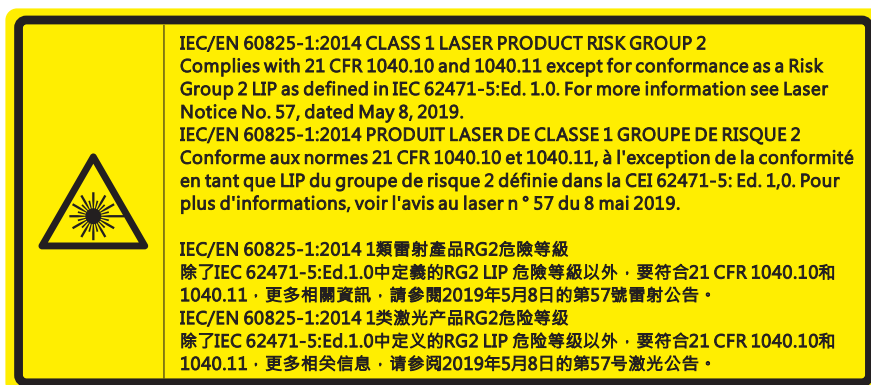 IEC/EN 60825-1:2014 CLASS 1 LASER PRODUCT RISK GROUP 2
Complies with 21 CFR 1040.10 and 1040.11 except for conformance as a Risk
Group 2 LIP as defined in IEC 62471-5:Ed. 1.0. For more information see Laser
Notice No. 57, dated May 8, 2019.
IEC/EN 60825-1:2014 PRODUIT LASER DE CLASSE 1 GROUPE DE RISQUE 2
Conforme aux normes 21 CFR 1040.10 et 1040.11, à l'exception de la conformité
en tant que LIP du groupe de risque 2 définie dans la CEI 62471-5: Ed. 1,0. Pour
plus d'informations, voir l'avis au laser n ° 57 du 8 mai 2019.
IEC/EN 60825-1:2014 1類雷射產品RG2危險等級
除了IEC 62471-5:Ed.1.0中定義的RG2 LIP 危險等級以外，要符合21 CFR 1040.10和
1040.11，更多相關資訊，請參閱2019年5月8日的第57號雷射公告。
IEC/EN 60825-1:2014 1类激光产品RG2危险等级
除了IEC 62471-5:Ed.1.0中定义的RG2 LIP 危险等级以外，要符合21 CFR 1040.10和
1040.11，更多相关信息，请参阅2019年5月8日的第57号激光公告。